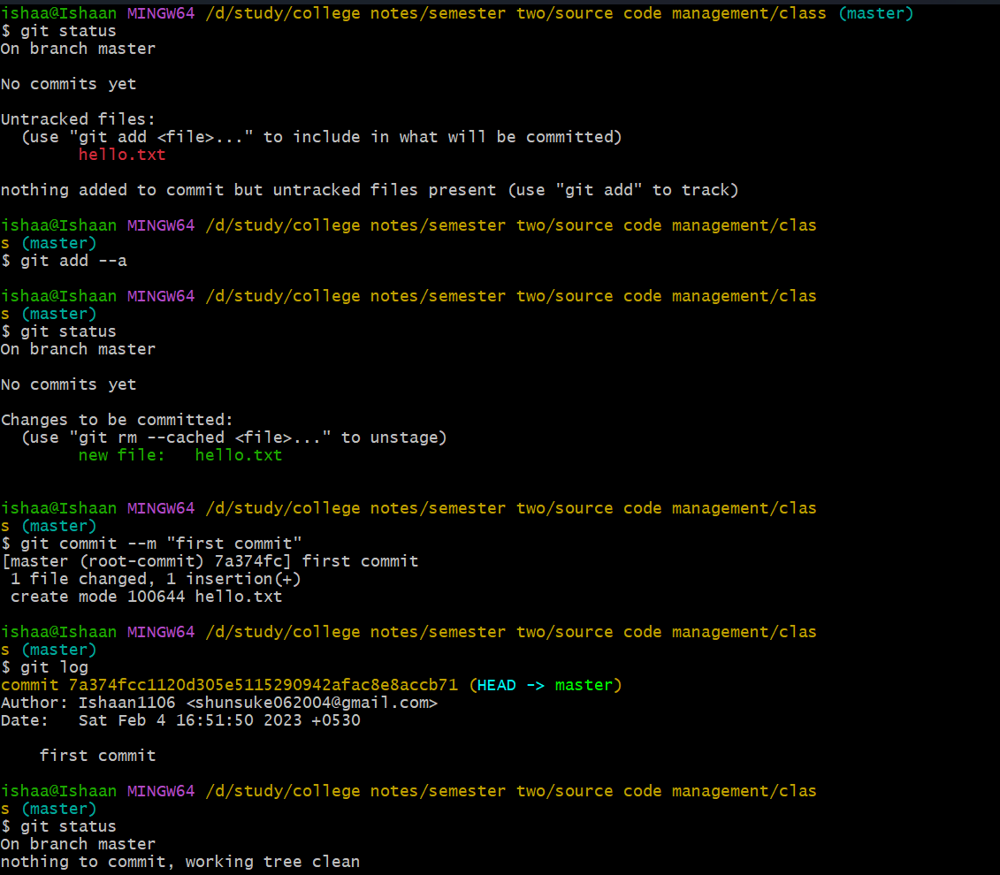 ishaa@Ishaan MINGW64 /d/study/college notes/semester two/source code management/class (master)
$ git status
On branch master
No commits yet
Untracked files:
  (use "git add <file>..." to include in what will be committed)
        hello.txt
nothing added to commit but untracked files present (use "git add" to track)
ishaa@Ishaan MINGW64 /d/study/college notes/semester two/source code management/clas
s (master)
$ git add --a
ishaa@Ishaan MINGW64 /d/study/college notes/semester two/source code management/clas
s (master)
$ git status
On branch master
No commits yet
Changes to be committed:
  (use "git rm --cached <file>..." to unstage)
        new file:   hello.txt
ishaa@Ishaan MINGW64 /d/study/college notes/semester two/source code management/clas
s (master)
$ git commit --m "first commit"
[master (root-commit) 7a374fc] first commit
 1 file changed, 1 insertion(+)
 create mode 100644 hello.txt
ishaa@Ishaan MINGW64 /d/study/college notes/semester two/source code management/clas
s (master)
$ git log
commit 7a374fcc1120d305e5115290942afac8e8accb71 (HEAD -> master)
Author: Ishaan1106 <shunsuke062004@gmail.com>
Date:   Sat Feb 4 16:51:50 2023 +0530
    first commit
ishaa@Ishaan MINGW64 /d/study/college notes/semester two/source code management/clas
s (master)
$ git status
On branch master
nothing to commit, working tree clean